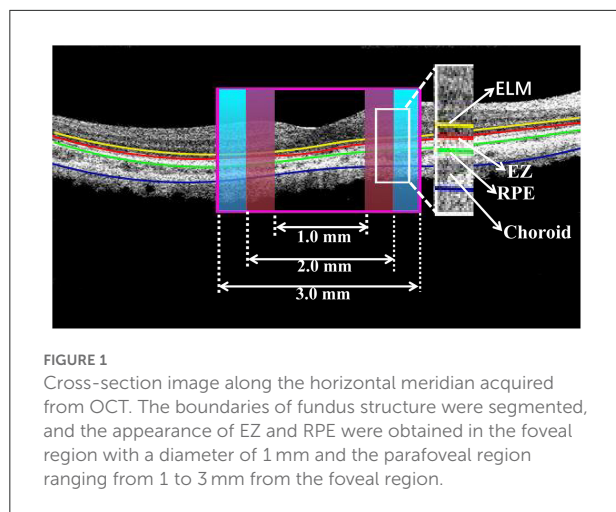 ELM
EZ
RPE
Choroid
1.0 mm
2.0 mm
3.0 mm
FIGURE 1
Cross-section image along the horizontal meridian acquired
from OCT. The boundaries of fundus structure were segmented,
and the appearance of EZ and RPE were obtained in the foveal
region with a diameter of 1 mm and the parafoveal region
ranging from 1 to 3 mm from the foveal region.